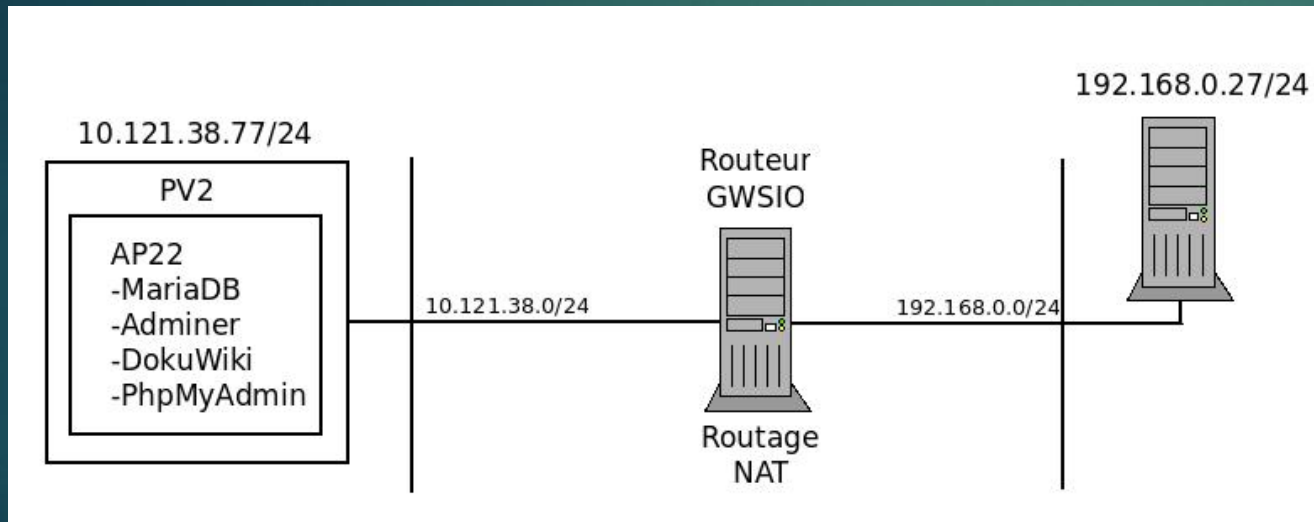 192.168.0.27/24
10.121.38.77/24
PV2
AP22
-MariaDB
-Adminer
-DokuWiki
-PhpMyAdmin
10.121.38.0/24
Routeur
GWSIO
Routage
NAT
192.168.0.0/24